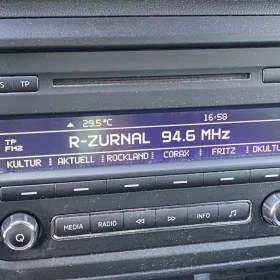 TP
29.5°C 16:58
TP R-ZURNAL 94.6 MHz
FM2
KULTUR AKTUELL ROCKLAND CORAX FRITZ DKULTU
MEDIA RADIO INFO
Q